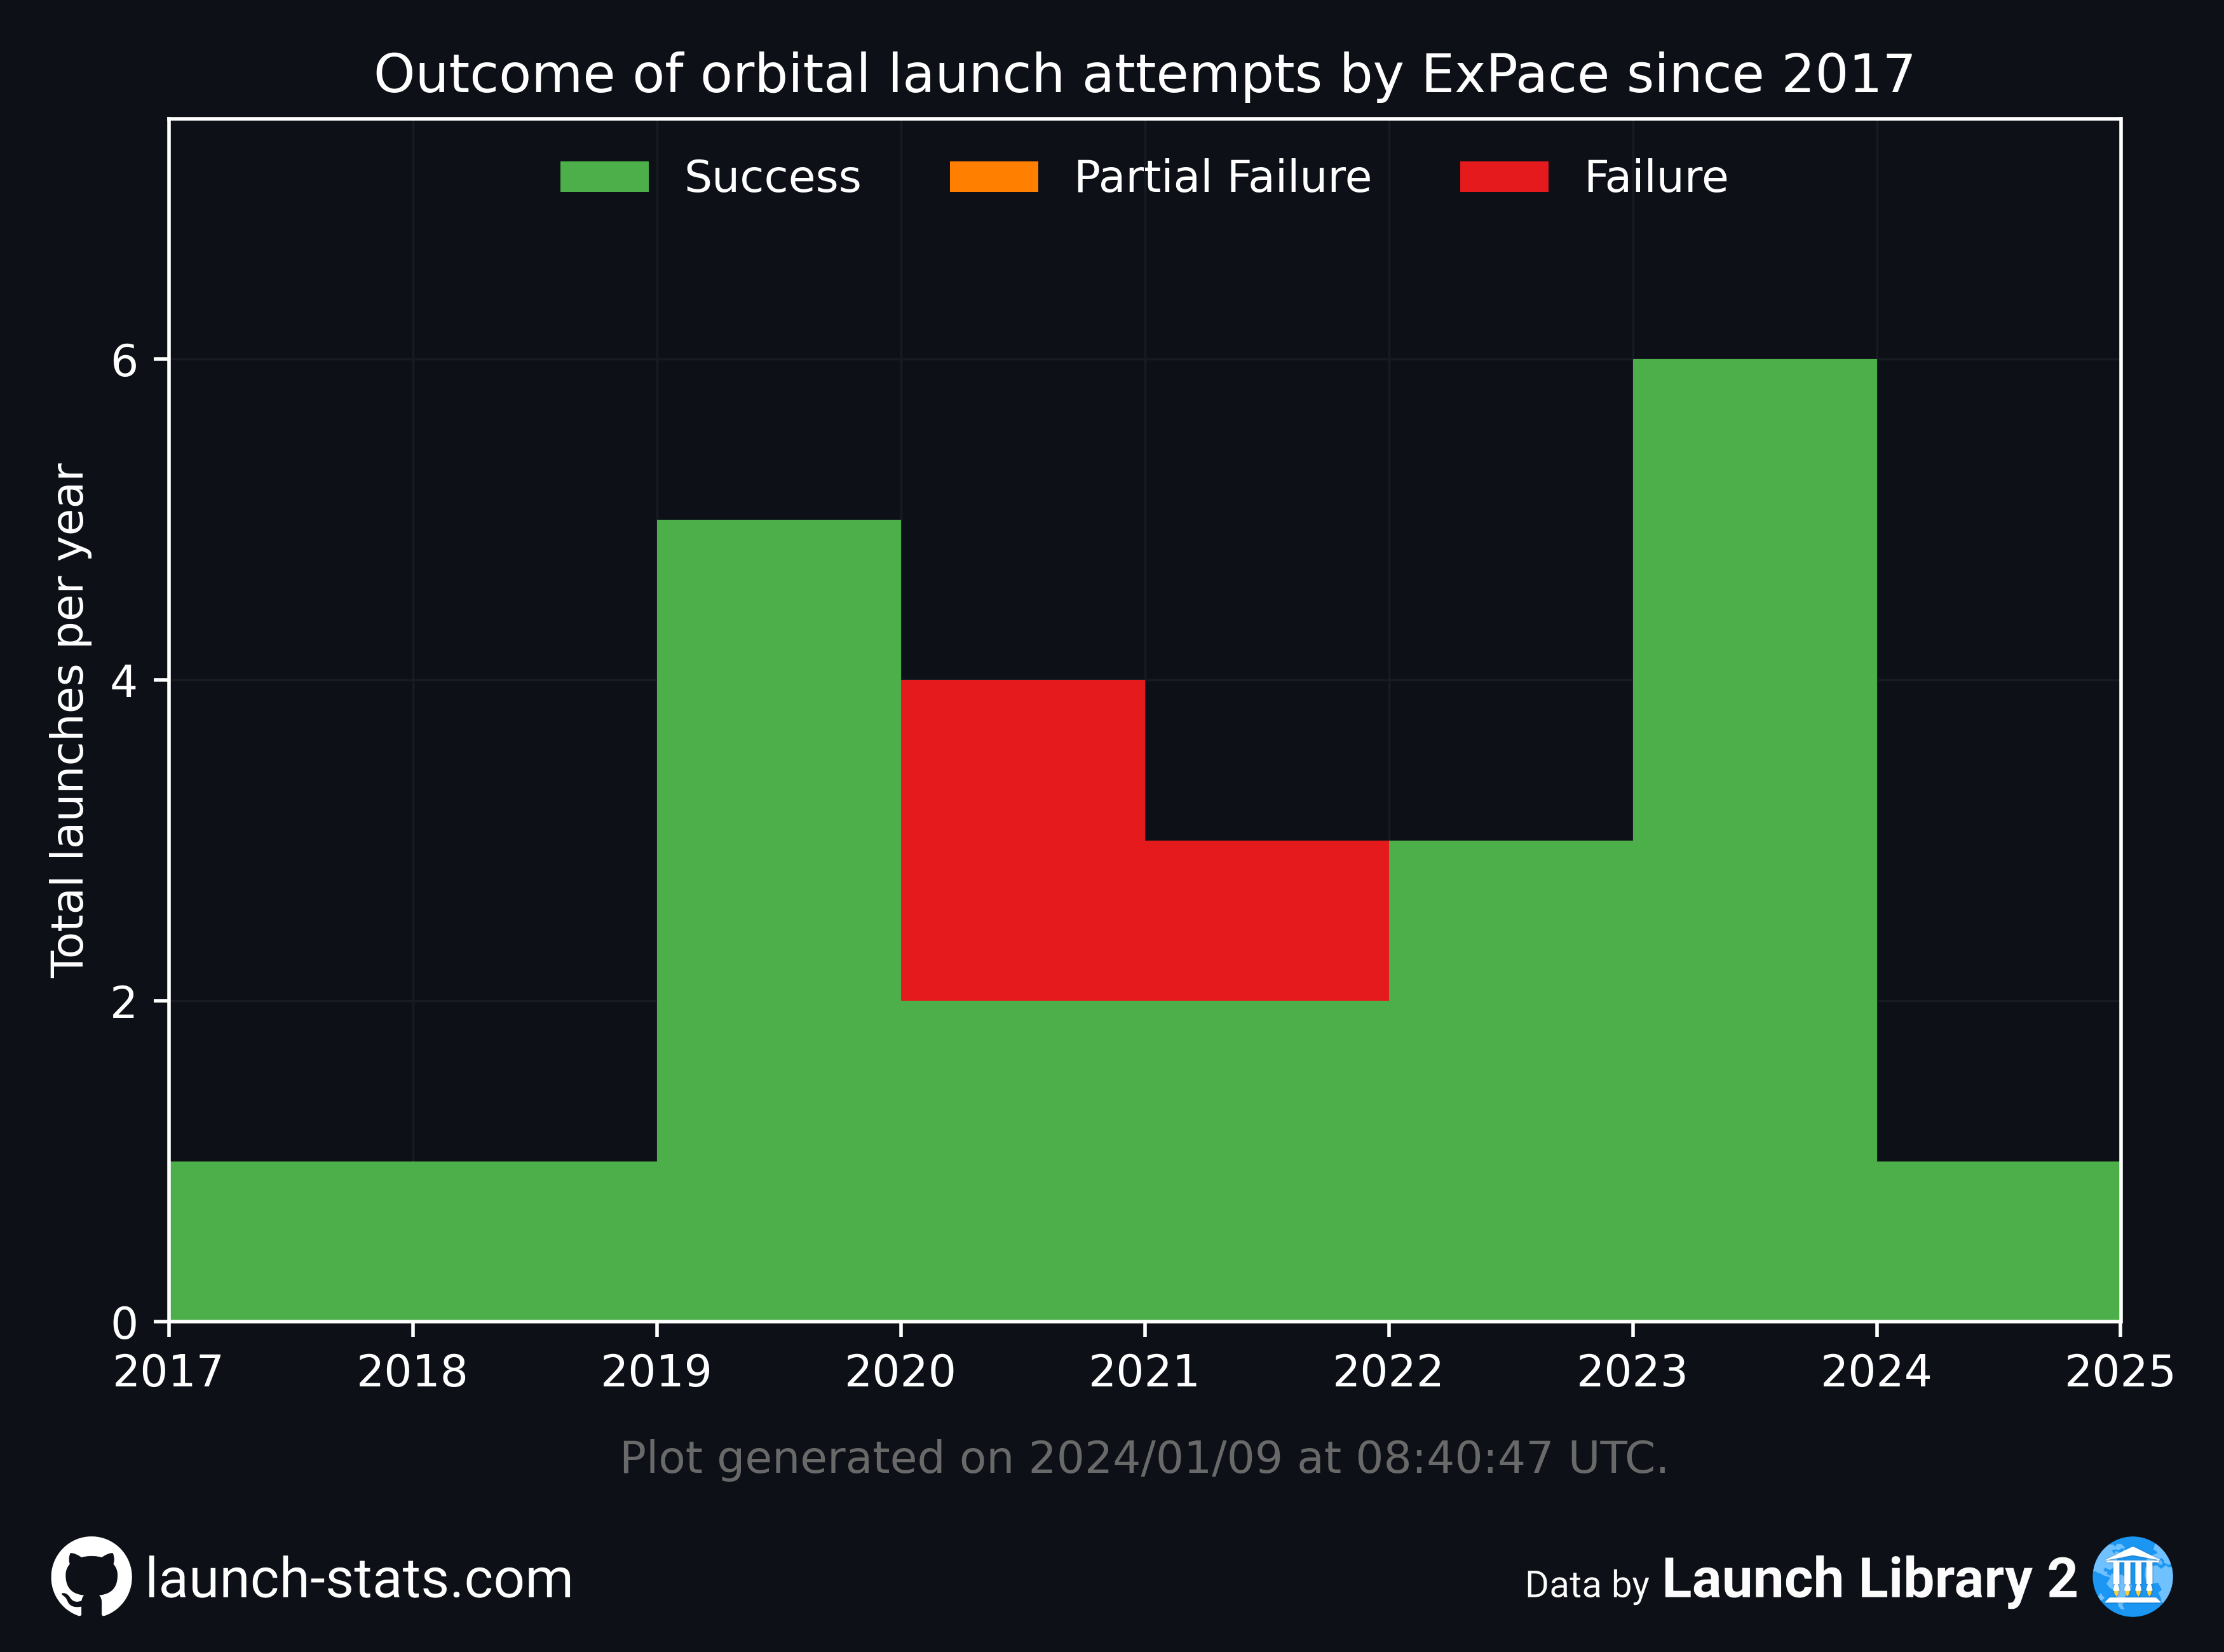 Outcome of orbital launch attempts by ExPace since 2017
Success Partial Failure Failure
Total launches per year
6
4
2
0
2017 2018 2019 2020 2021 2022 2023 2024 2025
Plot generated on 2024/01/09 at 08:40:47 UTC.
launch-stats.com
Data by Launch Library 2